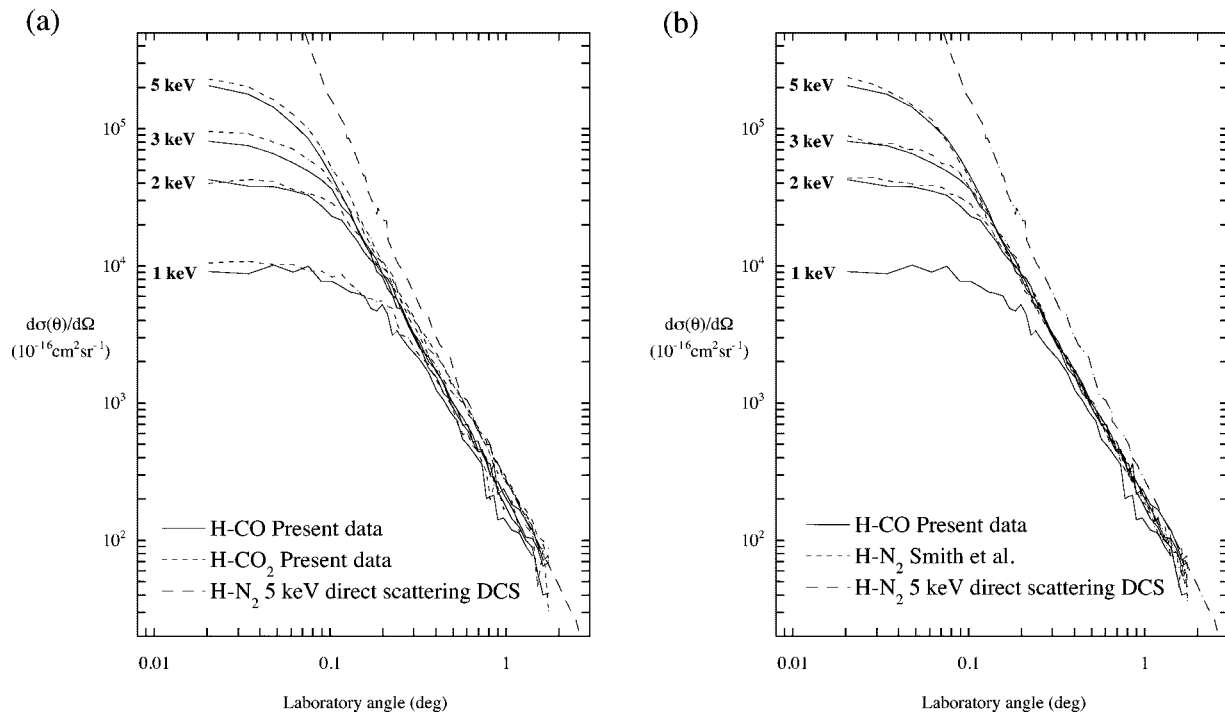 (a)
5 keV
10⁵
3 keV
2 keV
10⁴
1 keV
dσ(θ)/dΩ
(10⁻¹⁶cm²sr⁻¹)
10³
10²
H-CO Present data
H-CO₂ Present data
H-N₂ 5 keV direct scattering DCS
0.01
0.1
1
Laboratory angle (deg)
(b)
5 keV
10⁵
3 keV
2 keV
10⁴
1 keV
dσ(θ)/dΩ
(10⁻¹⁶cm²sr⁻¹)
10³
10²
H-CO Present data
H-N₂ Smith et al.
H-N₂ 5 keV direct scattering DCS
0.01
0.1
1
Laboratory angle (deg)